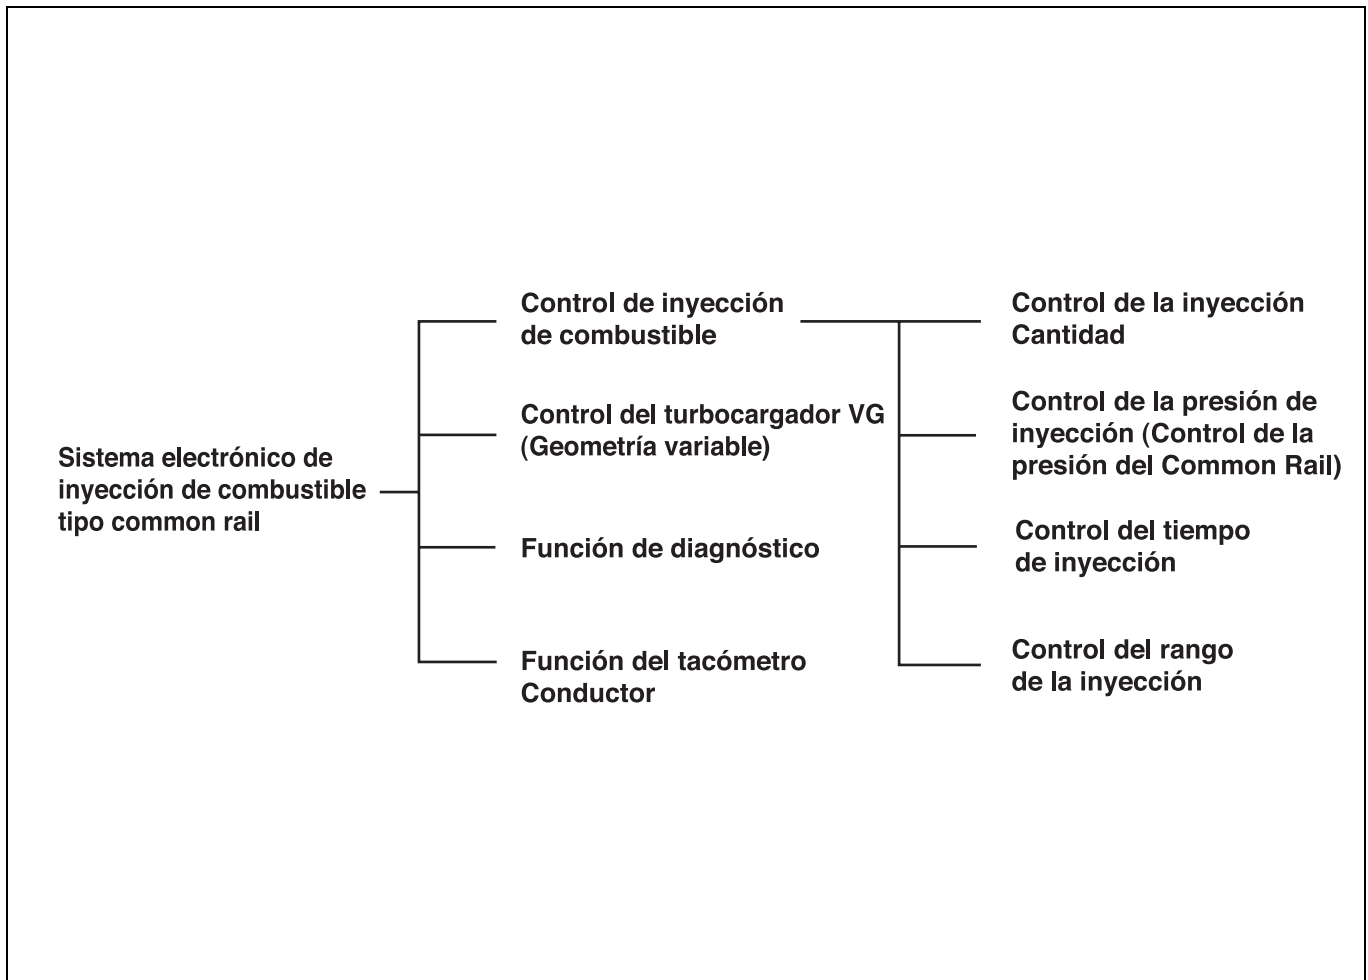 Sistema electrónico de
inyección de combustible
tipo common rail
Control de inyección
de combustible
Control del turbocargador VG
(Geometría variable)
Función de diagnóstico
Función del tacómetro
Conductor
Control de la inyección
Cantidad
Control de la presión de
inyección (Control de la
presión del Common Rail)
Control del tiempo
de inyección
Control del rango
de la inyección